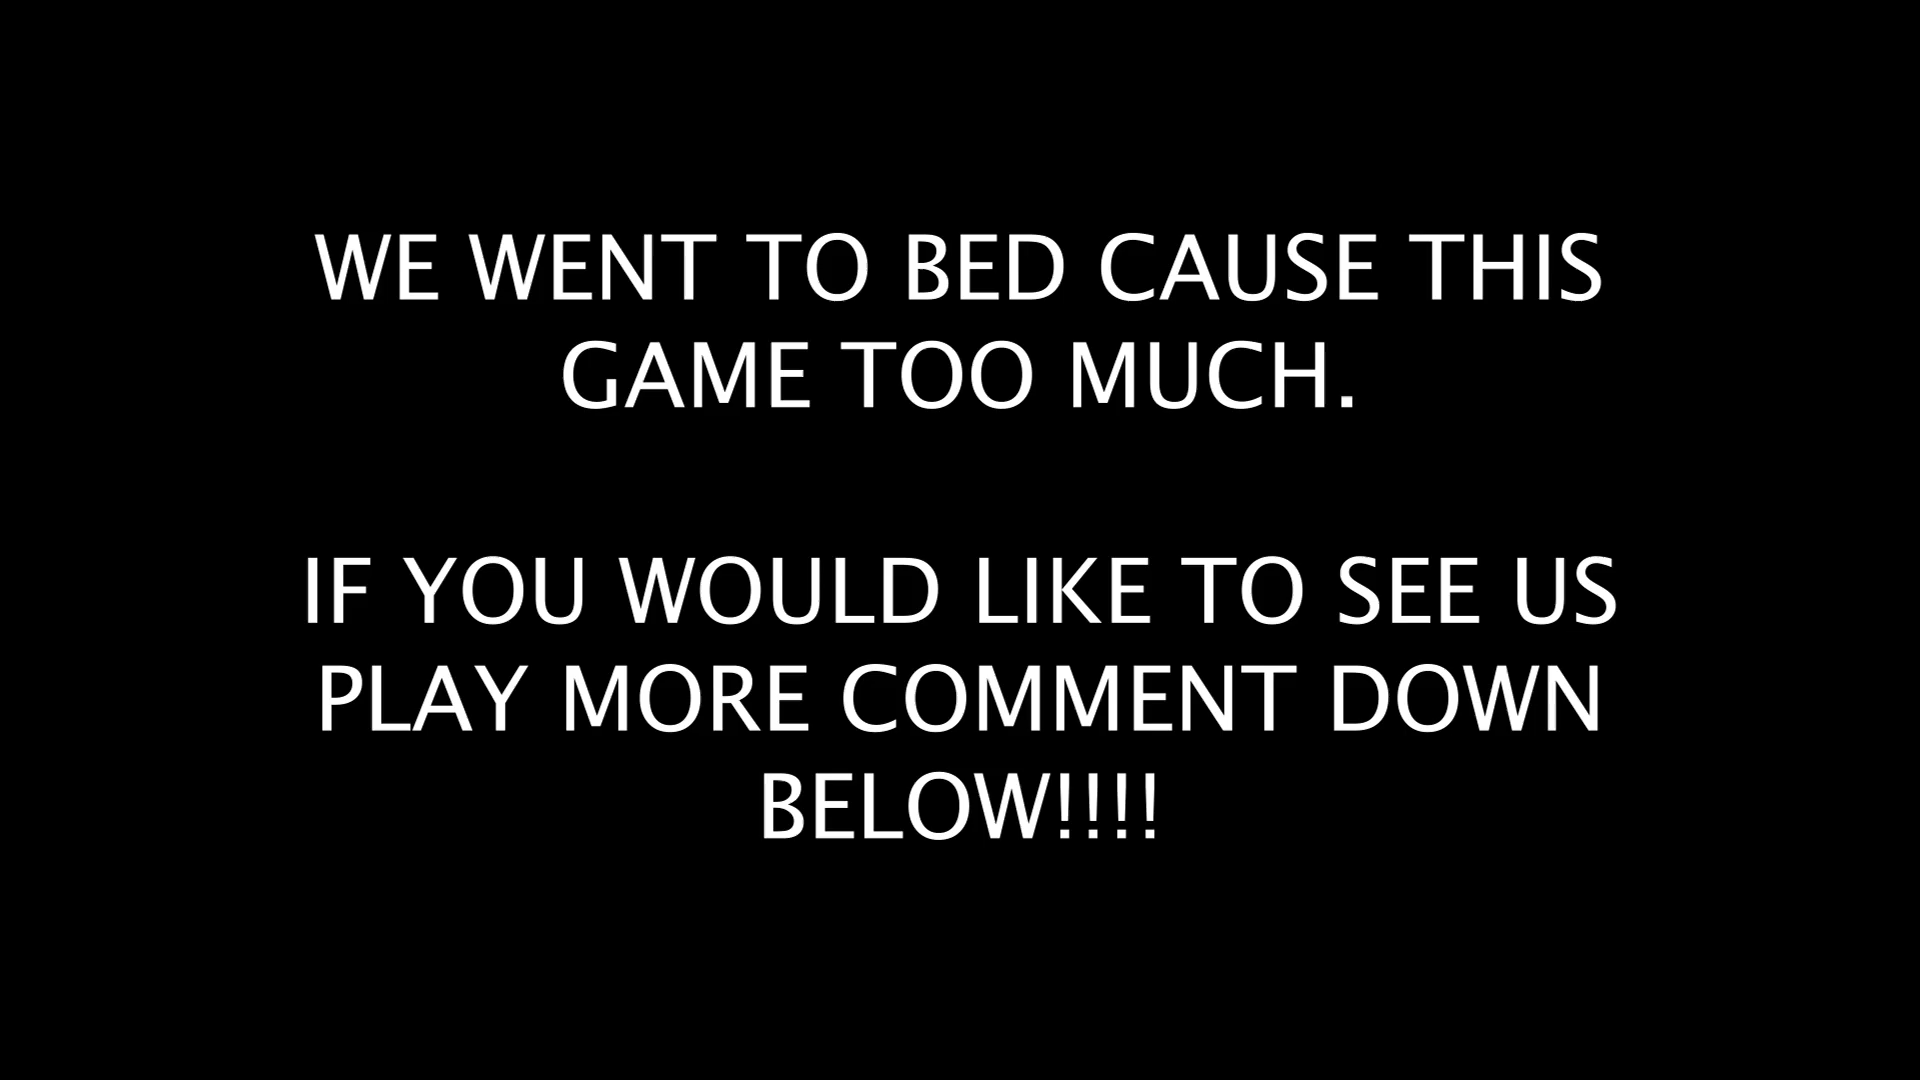 WE WENT TO BED CAUSE THIS
GAME TOO MUCH.
IF YOU WOULD LIKE TO SEE US
PLAY MORE COMMENT DOWN
BELOW!!!!